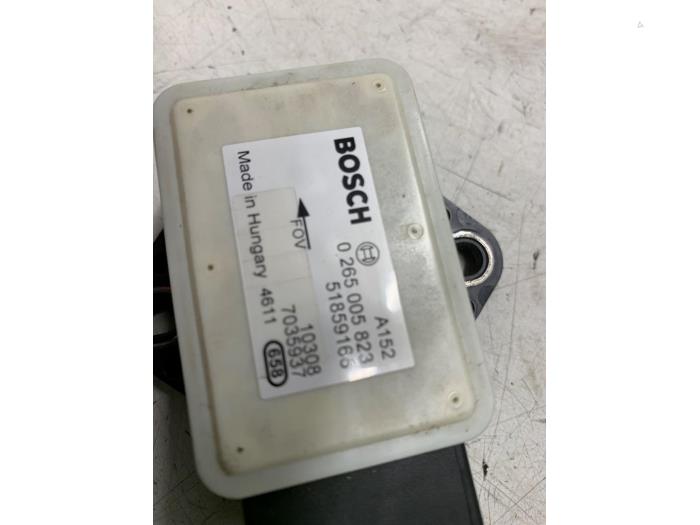 BOSCH
A152
0 265 005 823
51859166
FOV
10308
7035937
Made in Hungary 4611
658